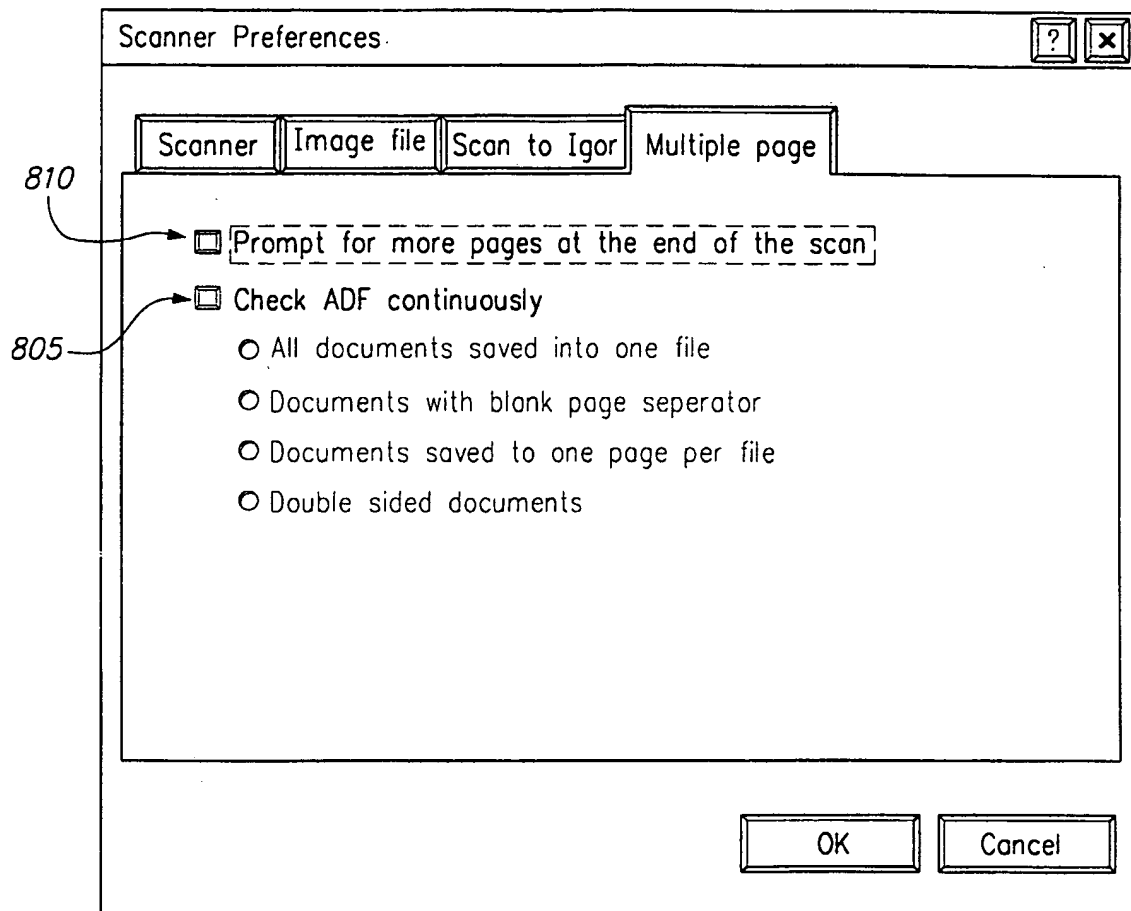 Scanner Preferences
?
×
Scanner
Image file
Scan to Igor
Multiple page
810
Prompt for more pages at the end of the scan
Check ADF continuously
805
All documents saved into one file
Documents with blank page seperator
Documents saved to one page per file
Double sided documents
OK
Cancel